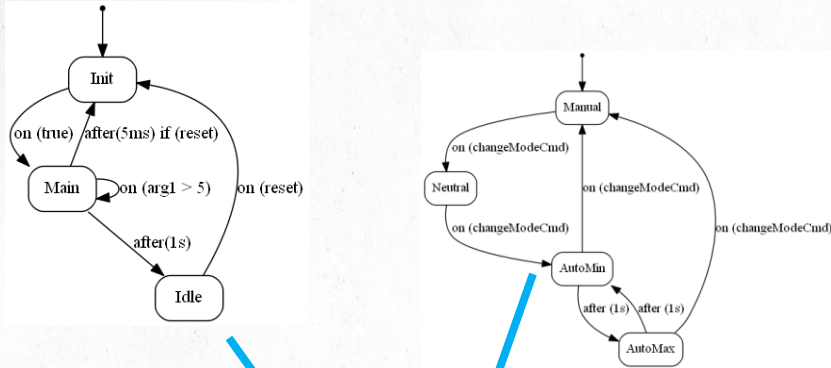 Init
on (true)
after(5ms) if (reset)
Main
on (arg1 > 5)
on (reset)
after(1s)
Idle
Manual
on (changeModeCmd)
Neutral
on (changeModeCmd)
on (changeModeCmd)
on (changeModeCmd)
AutoMin
after (1s)
after (1s)
AutoMax